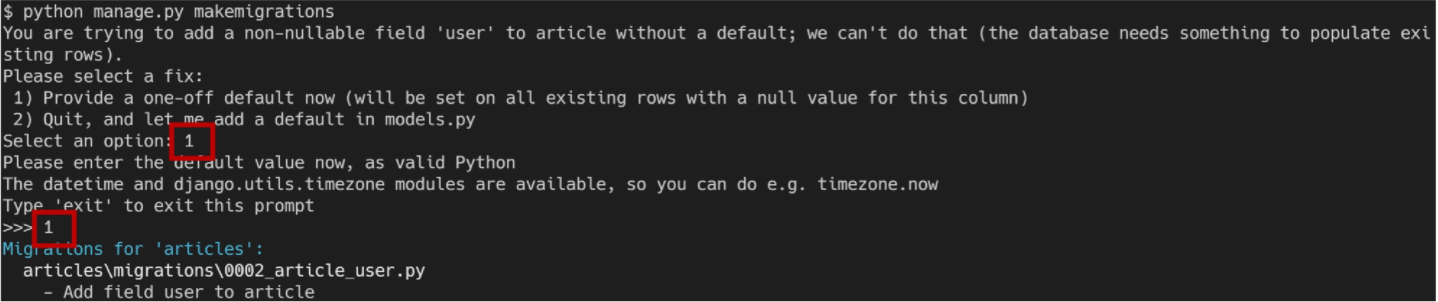 $ python manage.py makemigrations
You are trying to add a non-nullable field 'user' to article without a default; we can't do that (the database needs something to populate exi
sting rows).
Please select a fix:
 1) Provide a one-off default now (will be set on all existing rows with a null value for this column)
 2) Quit, and let me add a default in models.py
Select an option: 1
Please enter the default value now, as valid Python
The datetime and django.utils.timezone modules are available, so you can do e.g. timezone.now
Type 'exit' to exit this prompt
>>> 1
Migrations for 'articles':
  articles\migrations\0002_article_user.py
    - Add field user to article